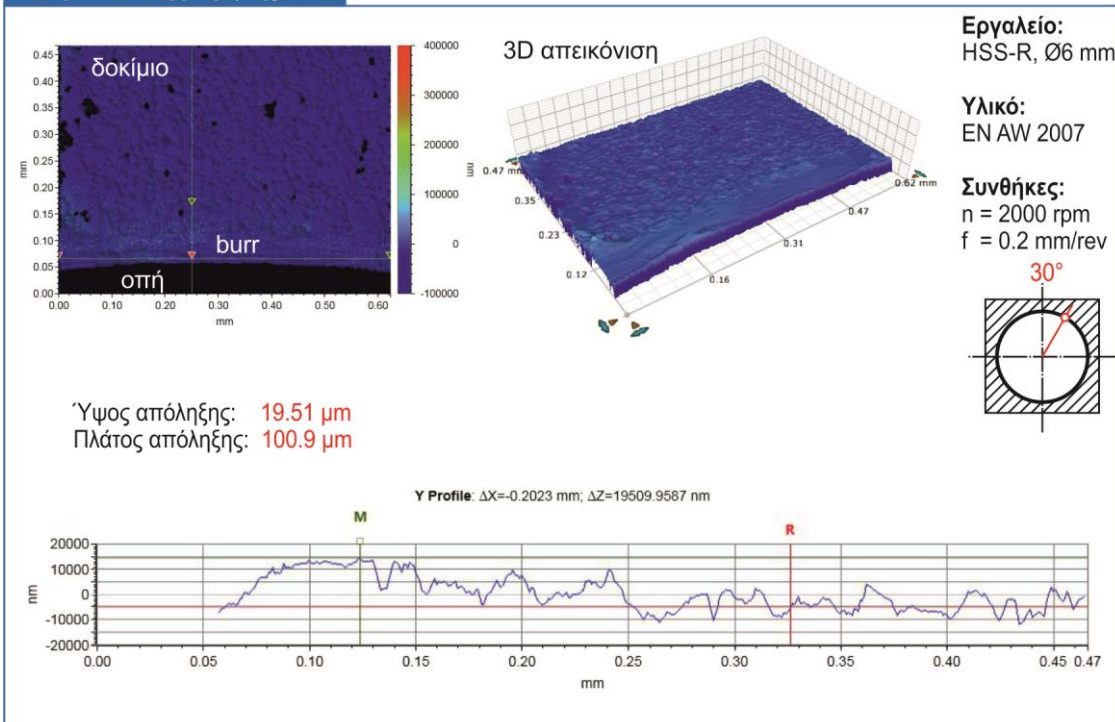 δοκίμιο
burr
οπή
0.45
0.40
0.35
0.30
0.25
0.20
0.15
0.10
0.05
0.00
mm
0.00 0.10 0.20 0.30 0.40 0.50 0.60
mm
400000
300000
200000
100000
0
-100000
nm
3D απεικόνιση
0.47 mm
0.35
0.23
0.12
0.16
0.31
0.47
0.62 mm
Εργαλείο:
HSS-R, Ø6 mm
Υλικό:
EN AW 2007
Συνθήκες:
n = 2000 rpm
f = 0.2 mm/rev
30°
Ύψος απόληξης: 19.51 μm
Πλάτος απόληξης: 100.9 μm
Y Profile: ΔX=-0.2023 mm; ΔZ=19509.9587 nm
M
R
20000
10000
0
-10000
-20000
nm
0.00 0.05 0.10 0.15 0.20 0.25 0.30 0.35 0.40 0.45 0.47
mm